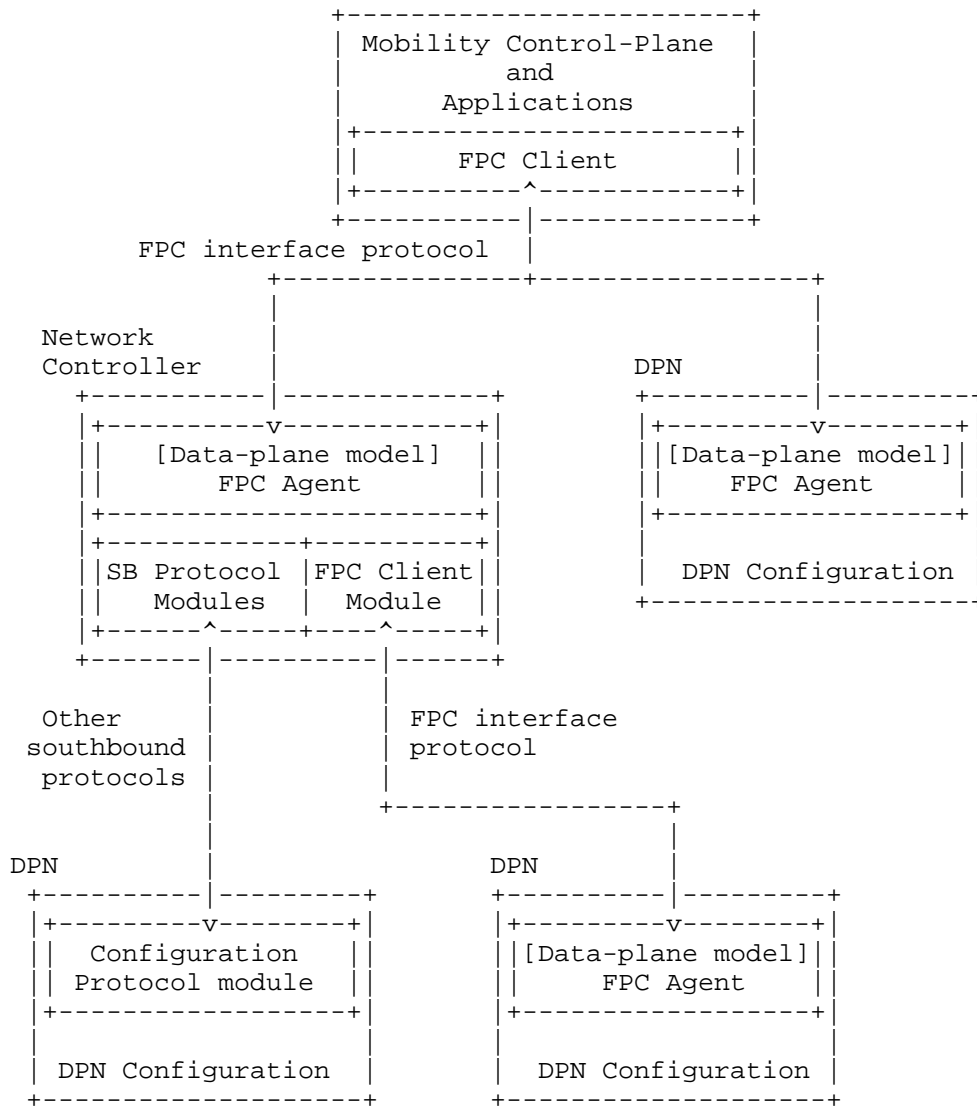 Mobility Control-Plane
and
Applications
FPC Client
FPC interface protocol
Network
Controller
DPN
[Data-plane model]
FPC Agent
[Data-plane model]
FPC Agent
SB Protocol
Modules
FPC Client
Module
DPN Configuration
Other
southbound
protocols
FPC interface
protocol
DPN
DPN
Configuration
Protocol module
[Data-plane model]
FPC Agent
DPN Configuration
DPN Configuration